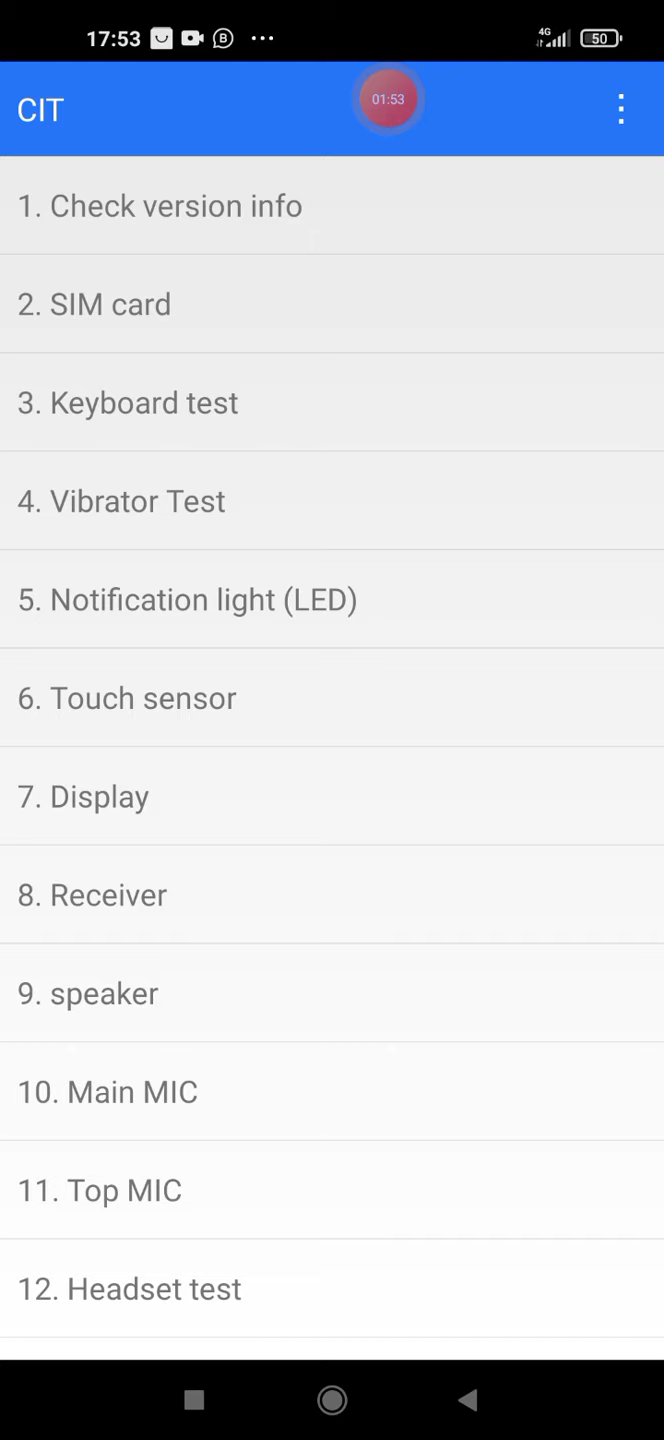 17:53 4G 50
CIT 01:53
1. Check version info
2. SIM card
3. Keyboard test
4. Vibrator Test
5. Notification light (LED)
6. Touch sensor
7. Display
8. Receiver
9. speaker
10. Main MIC
11. Top MIC
12. Headset test